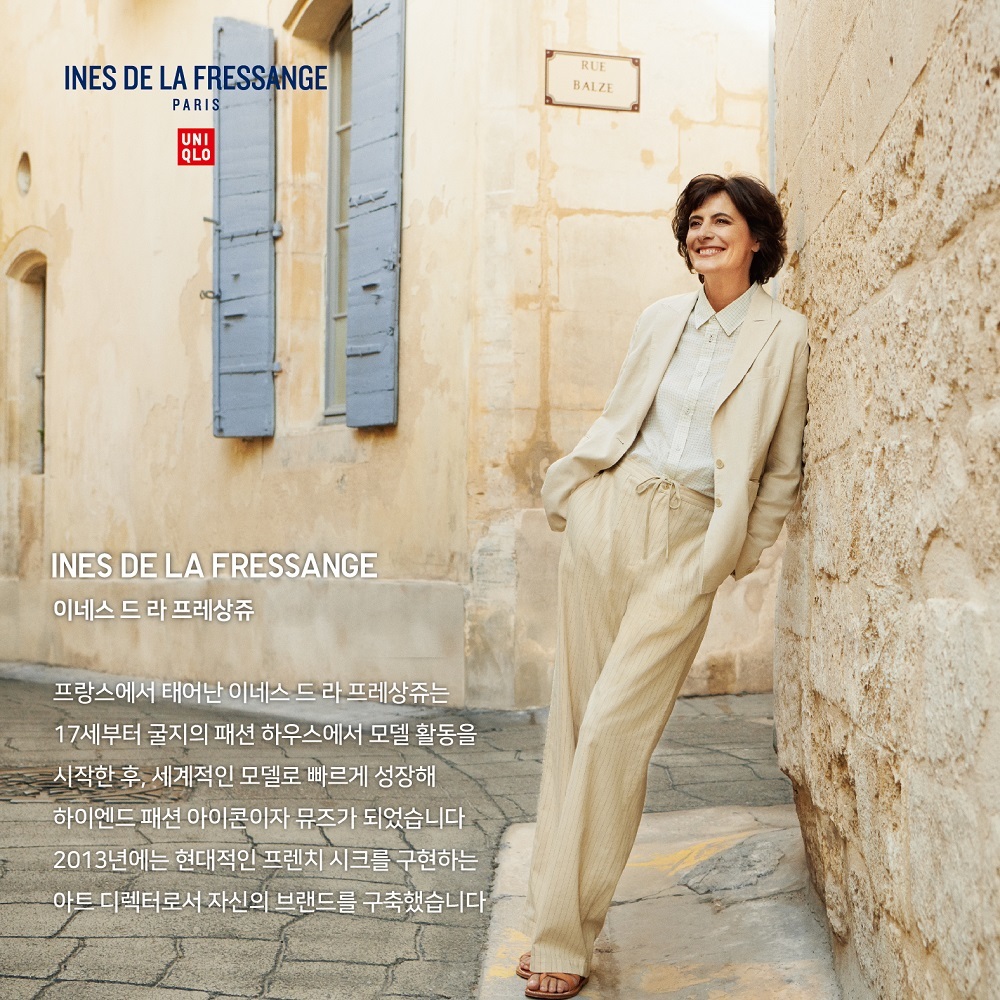 INES DE LA FRESSANGE
PARIS
UNI
QLO
RUE
BALZE
INES DE LA FRESSANGE
이네스 드 라 프레상쥬
프랑스에서 태어난 이네스 드 라 프레상쥬는
17세부터 굴지의 패션 하우스에서 모델 활동을
시작한 후, 세계적인 모델로 빠르게 성장해
하이엔드 패션 아이콘이자 뮤즈가 되었습니다
2013년에는 현대적인 프렌치 시크를 구현하는
아트 디렉터로서 자신의 브랜드를 구축했습니다